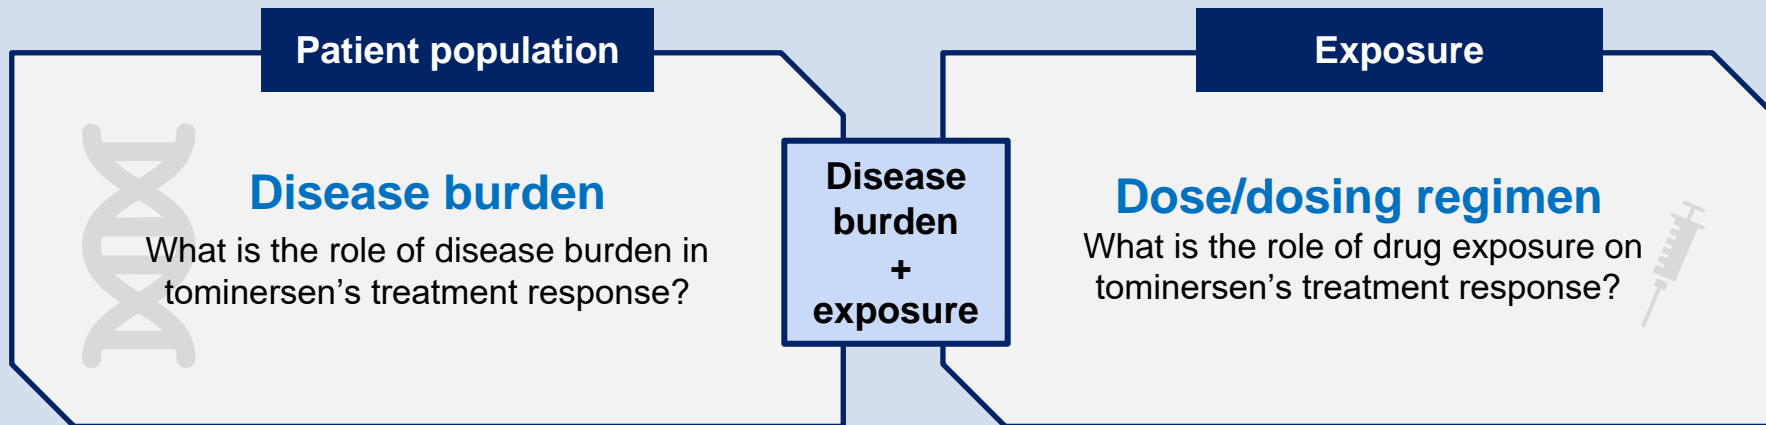 Patient population
Disease burden
What is the role of disease burden in
tominersen’s treatment response?
Disease
burden
+
exposure
Exposure
Dose/dosing regimen
What is the role of drug exposure on
tominersen’s treatment response?